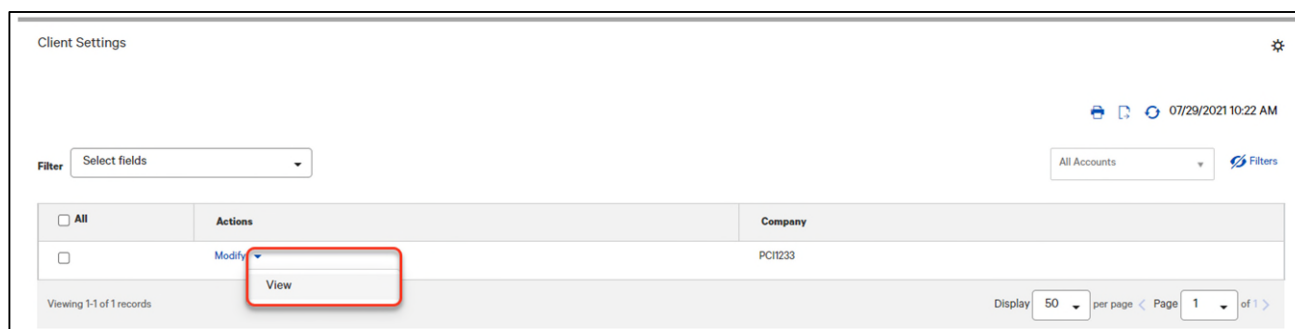 Client Settings
07/29/2021 10:22 AM
Filter Select fields All Accounts Filters
All Actions Company
Modify PCI1233
View
Viewing 1-1 of 1 records Display 50 per page Page 1 of 1